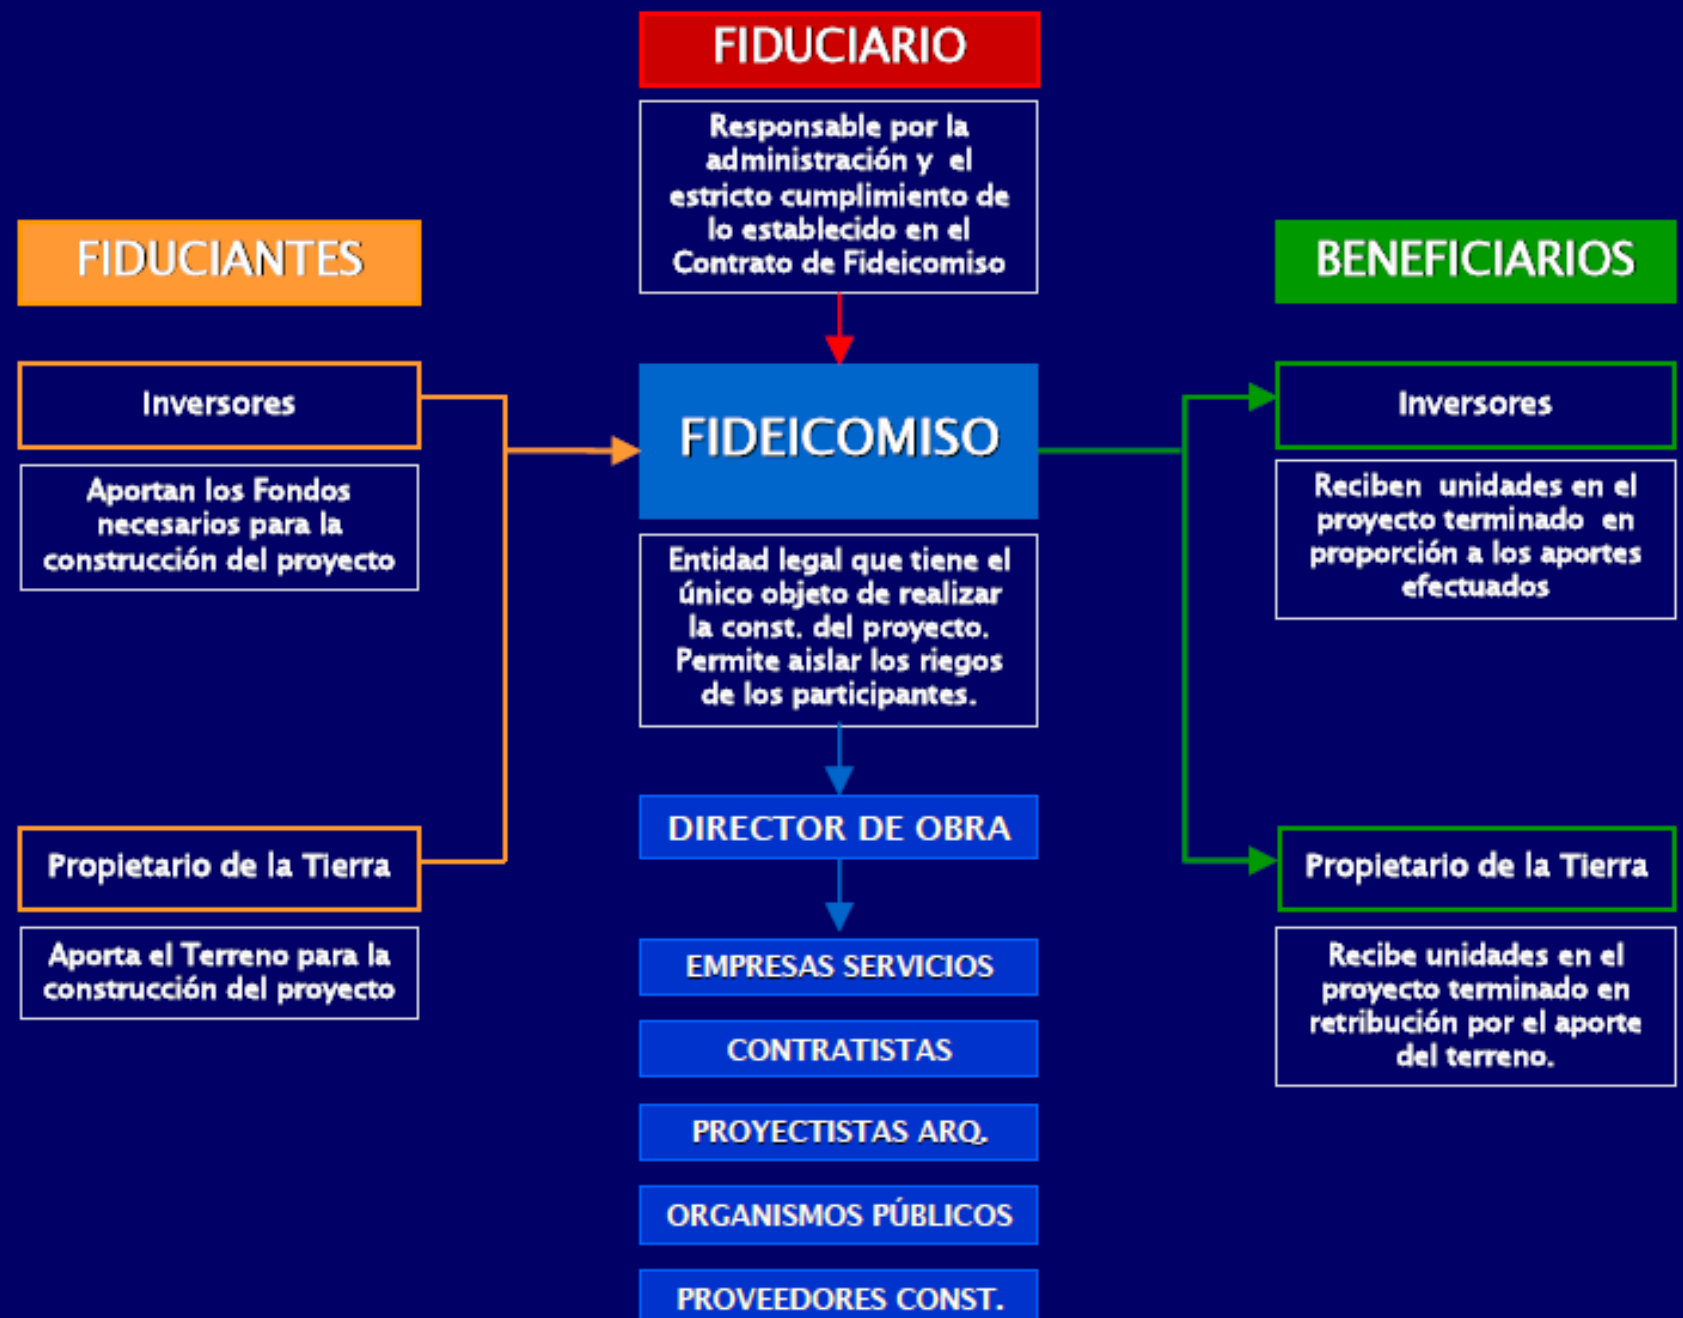 FIDUCIARIO
Responsable por la
administración y el
estricto cumplimiento de
lo establecido en el
Contrato de Fideicomiso
FIDUCIANTES
Inversores
Aportan los Fondos
necesarios para la
construcción del proyecto
Propietario de la Tierra
Aporta el Terreno para la
construcción del proyecto
FIDEICOMISO
Entidad legal que tiene el
único objeto de realizar
la const. del proyecto.
Permite aislar los riegos
de los participantes.
DIRECTOR DE OBRA
EMPRESAS SERVICIOS
CONTRATISTAS
PROYECTISTAS ARQ.
ORGANISMOS PÚBLICOS
PROVEEDORES CONST.
BENEFICIARIOS
Inversores
Reciben unidades en el
proyecto terminado en
proporción a los aportes
efectuados
Propietario de la Tierra
Recibe unidades en el
proyecto terminado en
retribución por el aporte
del terreno.